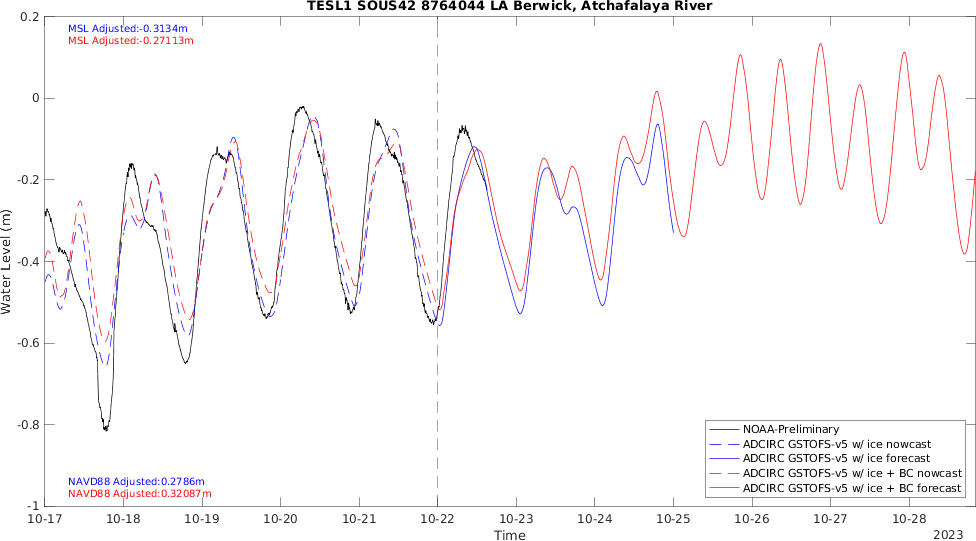 TESL1 SOUS42 8764044 LA Berwick, Atchafalaya River
MSL Adjusted:-0.3134m
MSL Adjusted:-0.27113m
0.2
0
-0.2
-0.4
-0.6
-0.8
-1
Water Level (m)
NOAA-Preliminary
ADCIRC GSTOFS-v5 w/ ice nowcast
ADCIRC GSTOFS-v5 w/ ice forecast
ADCIRC GSTOFS-v5 w/ ice + BC nowcast
ADCIRC GSTOFS-v5 w/ ice + BC forecast
NAVD88 Adjusted:0.2786m
NAVD88 Adjusted:0.32087m
10-17 10-18 10-19 10-20 10-21 10-22 10-23 10-24 10-25 10-26 10-27 10-28
Time
2023